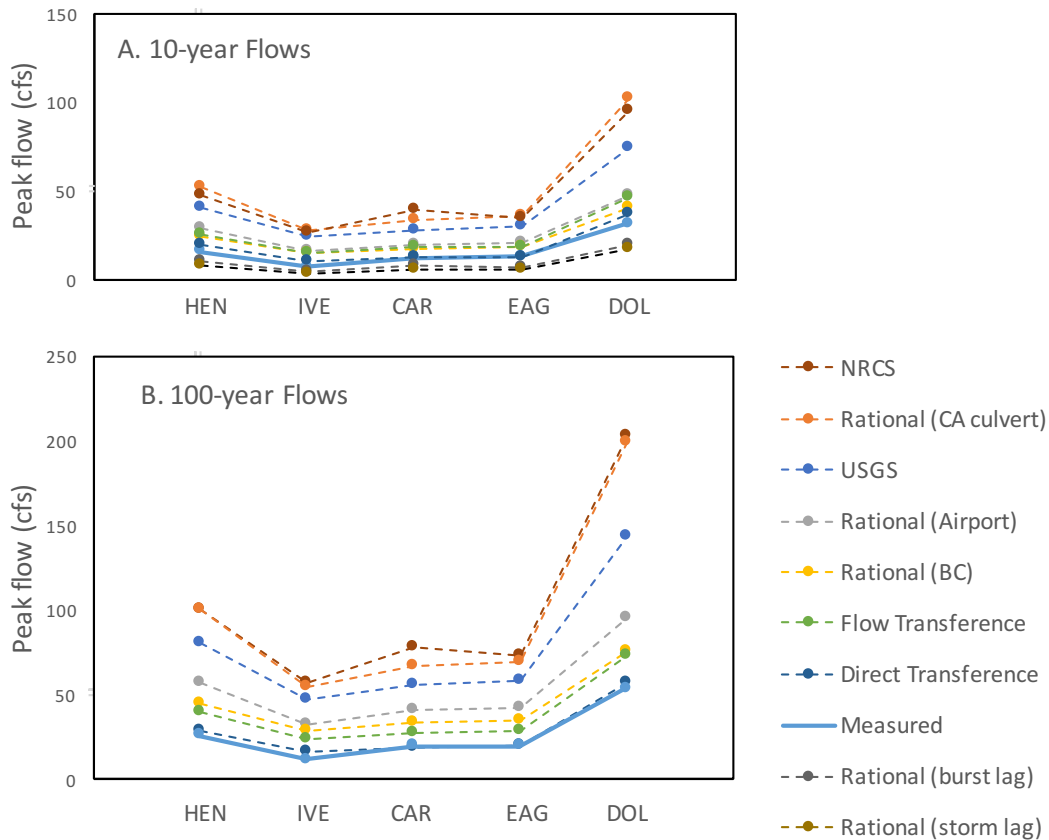 150
A. 10-year Flows
100
50
0
Peak flow (cfs)
HEN IVE CAR EAG DOL
250
B. 100-year Flows
200
150
100
50
0
Peak flow (cfs)
HEN IVE CAR EAG DOL
NRCS
Rational (CA culvert)
USGS
Rational (Airport)
Rational (BC)
Flow Transference
Direct Transference
Measured
Rational (burst lag)
Rational (storm lag)